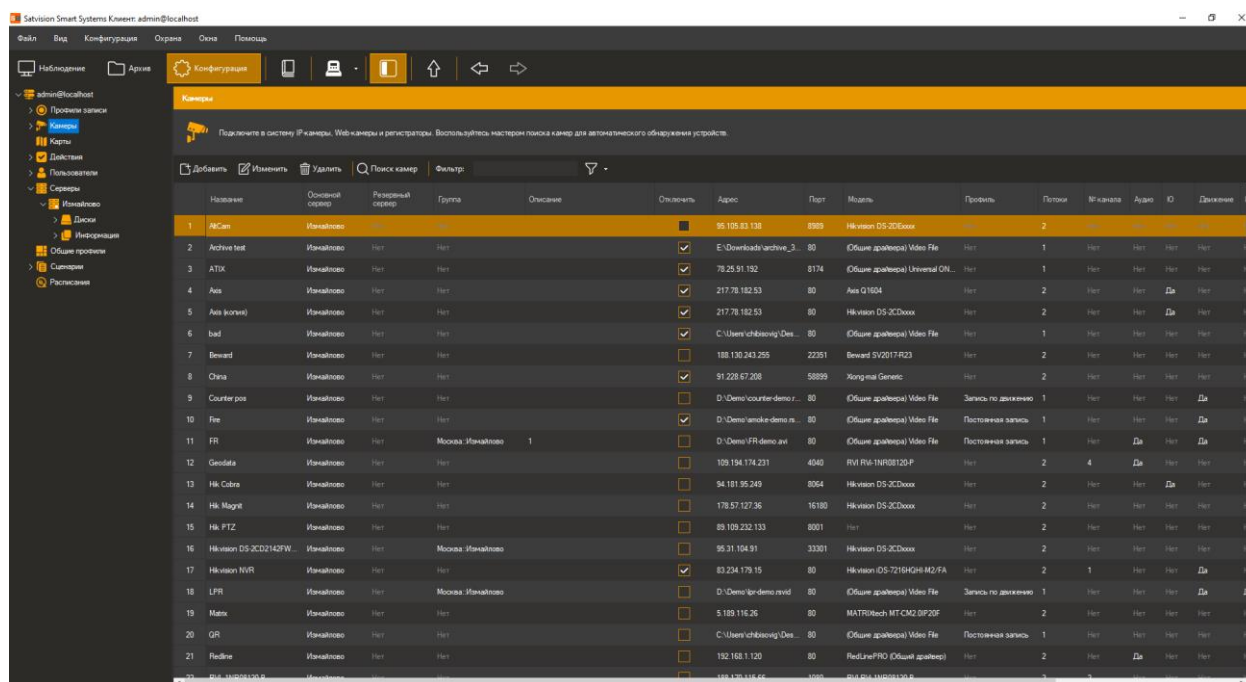 Satvision Smart Systems Клиент: admin@localhost
Файл Вид Конфигурация Охрана Окна Помощь
Наблюдение Архив Конфигурация
admin@localhost
Профили записи
Камеры
Карты
Действия
Пользователи
Серверы
Измайлово
Диски
Информация
Общие профили
Сценарии
Расписания
Камеры
Подключите в систему IP-камеры, Web-камеры и регистраторы. Воспользуйтесь мастером поиска камер для автоматического обнаружения устройств.
Добавить Изменить Удалить Поиск камер Фильтр:
Название Основной сервер Резервный сервер Группа Описание Отключить Адрес Порт Модель Профиль Потоки № канала Аудио IO Движение
1 AltCam Измайлово 95.105.83.138 8989 Hikvision DS-2DExxxx 2
2 Archive test Измайлово Нет Нет E:\Downloads\archive_3... 80 (Общие драйвера) Video File Нет 1 Нет Нет Нет Нет
3 ATIX Измайлово Нет Нет 78.25.91.192 8174 (Общие драйвера) Universal ON... Нет 1 Нет Нет Нет Нет
4 Axis Измайлово Нет Нет 217.78.182.53 80 Axis Q1604 Нет 2 Нет Нет Да Нет
5 Axis (копия) Измайлово Нет Нет 217.78.182.53 80 Hikvision DS-2CDxxxx Нет 2 Нет Нет Да Нет
6 bad Измайлово Нет Нет C:\Users\chibisovig\Des... 80 (Общие драйвера) Video File Нет 1 Нет Нет Нет Нет
7 Beward Измайлово Нет Нет 188.130.243.255 22351 Beward SV2017-R23 Нет 2 Нет Нет Нет Нет
8 China Измайлово Нет Нет 91.228.67.208 58899 Xiongmai Generic Нет 2 Нет Нет Нет Нет
9 Counter pos Измайлово Нет Нет D:\Demo\counter-demo.r... 80 (Общие драйвера) Video File Запись по движению 1 Нет Нет Нет Да
10 Fire Измайлово Нет Нет D:\Demo\smoke-demo.rs... 80 (Общие драйвера) Video File Постоянная запись 1 Нет Нет Нет Да
11 FR Измайлово Нет Москва::Измайлово 1 D:\Demo\FR-demo.avi 80 (Общие драйвера) Video File Постоянная запись 1 Нет Да Нет Да
12 Geodata Измайлово Нет Нет 109.194.174.231 4040 RVI RVi-1NR08120-P Нет 2 4 Да Нет Нет
13 Hik Cobra Измайлово Нет Нет 94.181.95.249 8064 Hikvision DS-2CDxxxx Нет 2 Нет Нет Да Нет
14 Hik Magnit Измайлово Нет Нет 178.57.127.36 16180 Hikvision DS-2CDxxxx Нет 2 Нет Нет Нет Нет
15 Hik PTZ Измайлово Нет Нет 89.109.232.133 8001 Нет Нет 2 Нет Нет Нет Нет
16 Hikvision DS-2CD2142FW... Измайлово Нет Москва::Измайлово 95.31.104.91 33301 Hikvision DS-2CDxxxx Нет 2 Нет Нет Нет Нет
17 Hikvision NVR Измайлово Нет Нет 83.234.179.15 80 Hikvision iDS-7216HQHI-M2/FA Нет 2 1 Нет Нет Да
18 LPR Измайлово Нет Москва::Измайлово D:\Demo\lpr-demo.rsvid 80 (Общие драйвера) Video File Запись по движению 1 Нет Нет Нет Да
19 Matrix Измайлово Нет Нет 5.189.116.26 80 MATRIXtech MT-CM2.0IP20F Нет 2 Нет Нет Нет Нет
20 QR Измайлово Нет Нет C:\Users\chibisovig\Des... 80 (Общие драйвера) Video File Постоянная запись 1 Нет Нет Нет Нет
21 Redline Измайлово Нет Нет 192.168.1.120 80 RedLinePRO (Общий драйвер) Нет 2 Нет Да Нет Нет